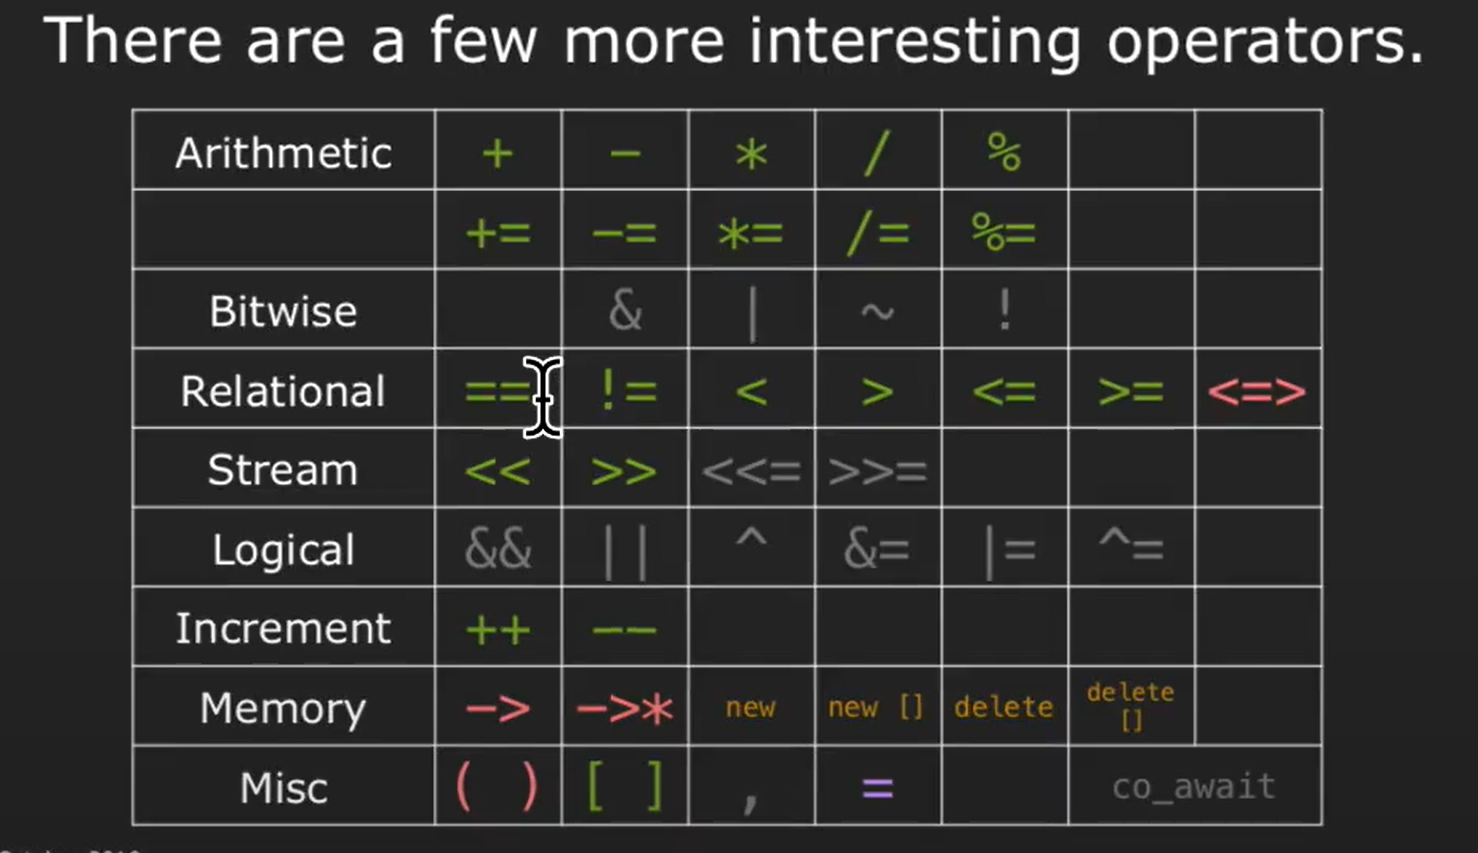 There are a few more interesting operators.
Arithmetic + - * / %
+= -= *= /= %=
Bitwise & | ~ !
Relational == != < > <= >= <=>
Stream << >> <<= >>=
Logical && || ^ &= |= ^=
Increment ++ --
Memory -> ->* new new [] delete delete []
Misc ( ) [ ] , = co_await